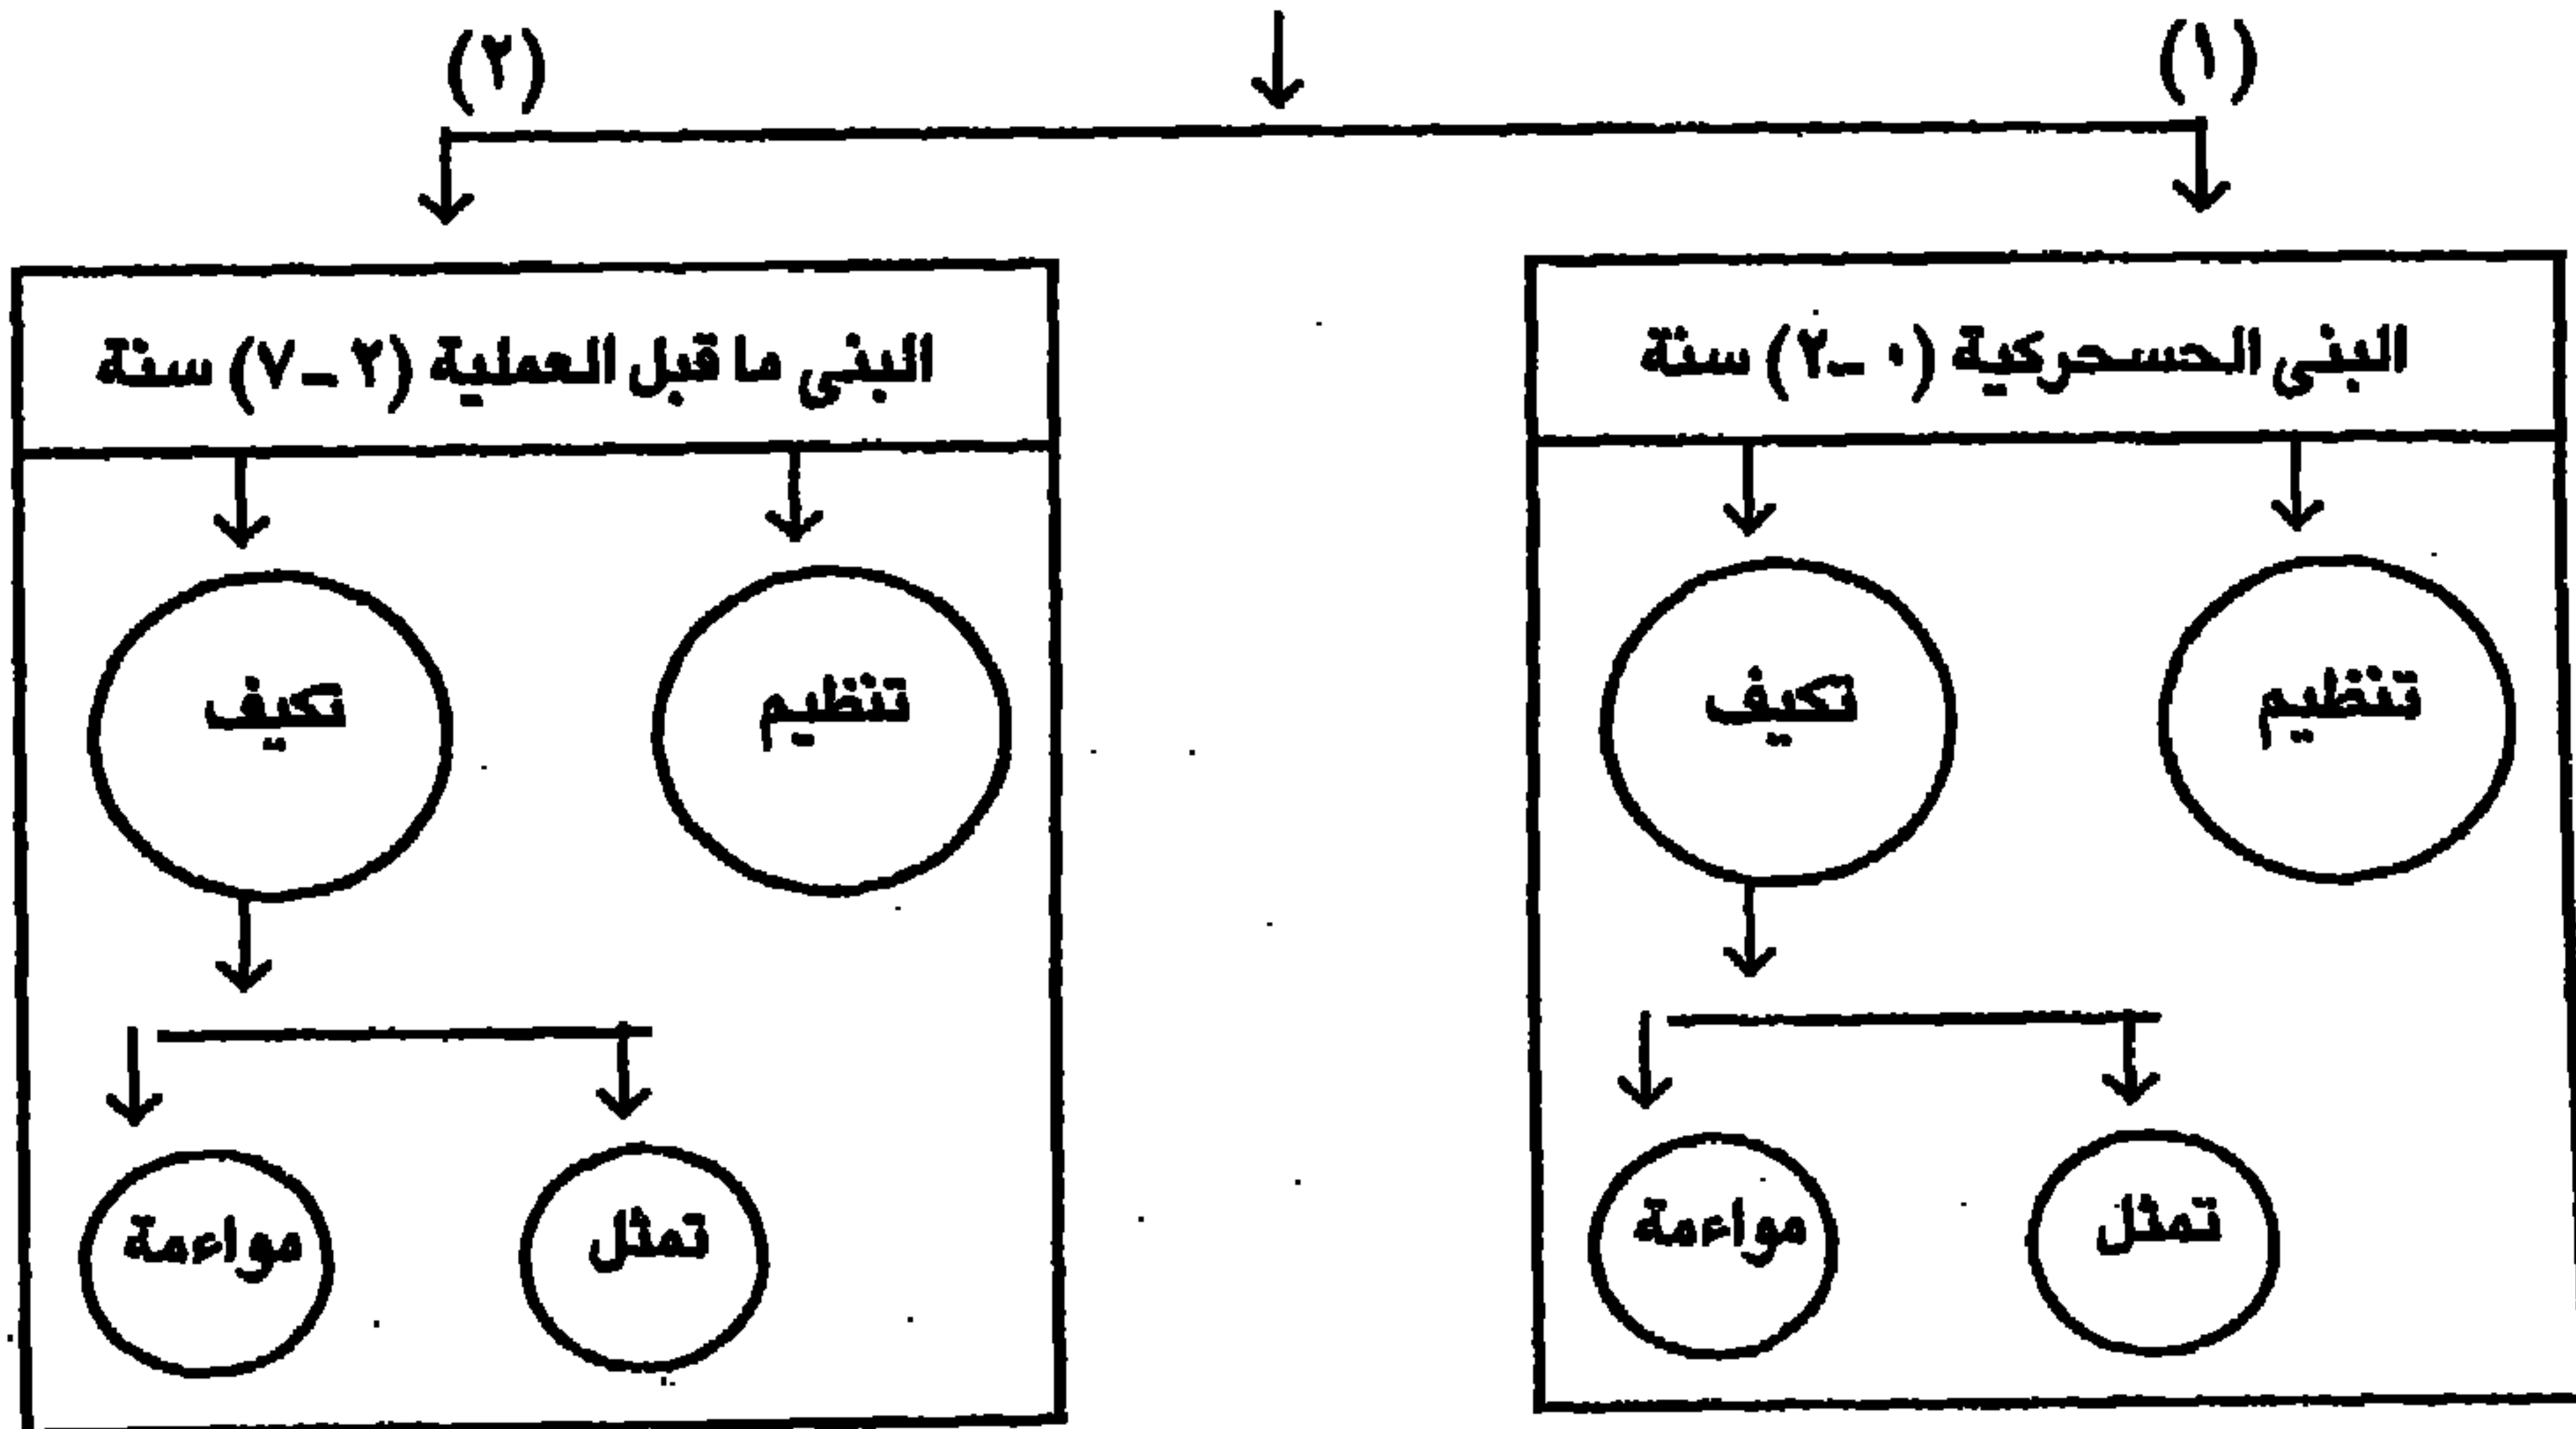 (١)
(٢)
البنى الحسحركية (٠ -٢) سنة
تنظيم
تكيف
تمثل
مواءمة
البنى ما قبل العملية (٢ -٧) سنة
تنظيم
تكيف
تمثل
مواءمة